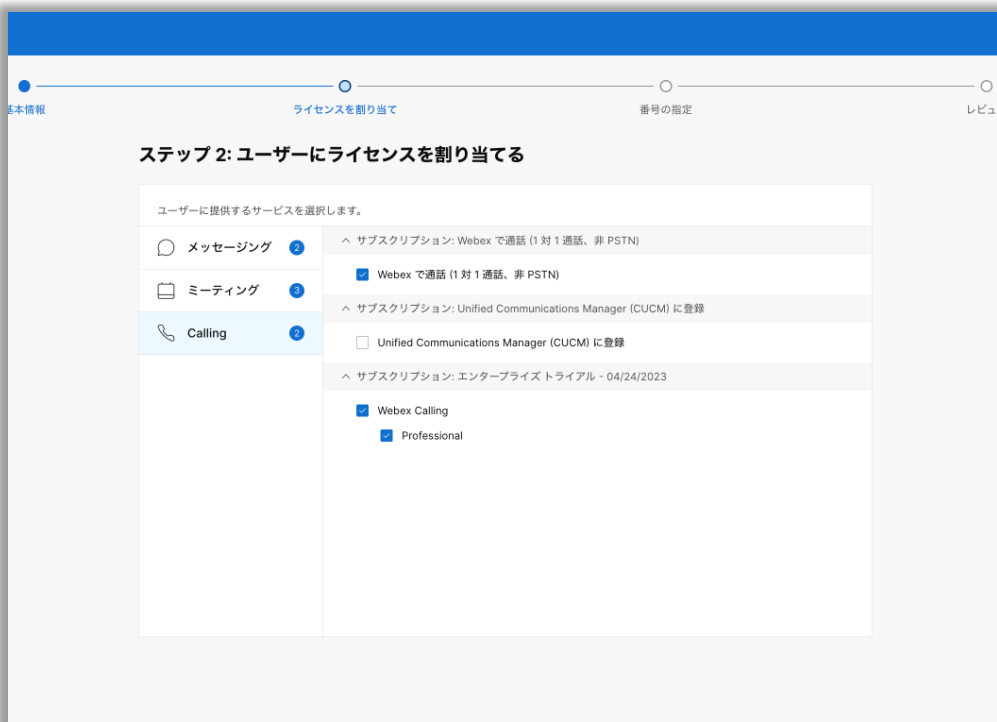 基本情報
ライセンスを割り当て
番号の指定
レビュ
ステップ 2: ユーザーにライセンスを割り当てる
ユーザーに提供するサービスを選択します。
メッセージング 2
ミーティング 3
Calling 2
サブスクリプション: Webex で通話 (1 対 1 通話、非 PSTN)
Webex で通話 (1 対 1 通話、非 PSTN)
サブスクリプション: Unified Communications Manager (CUCM) に登録
Unified Communications Manager (CUCM) に登録
サブスクリプション: エンタープライズ トライアル - 04/24/2023
Webex Calling
Professional